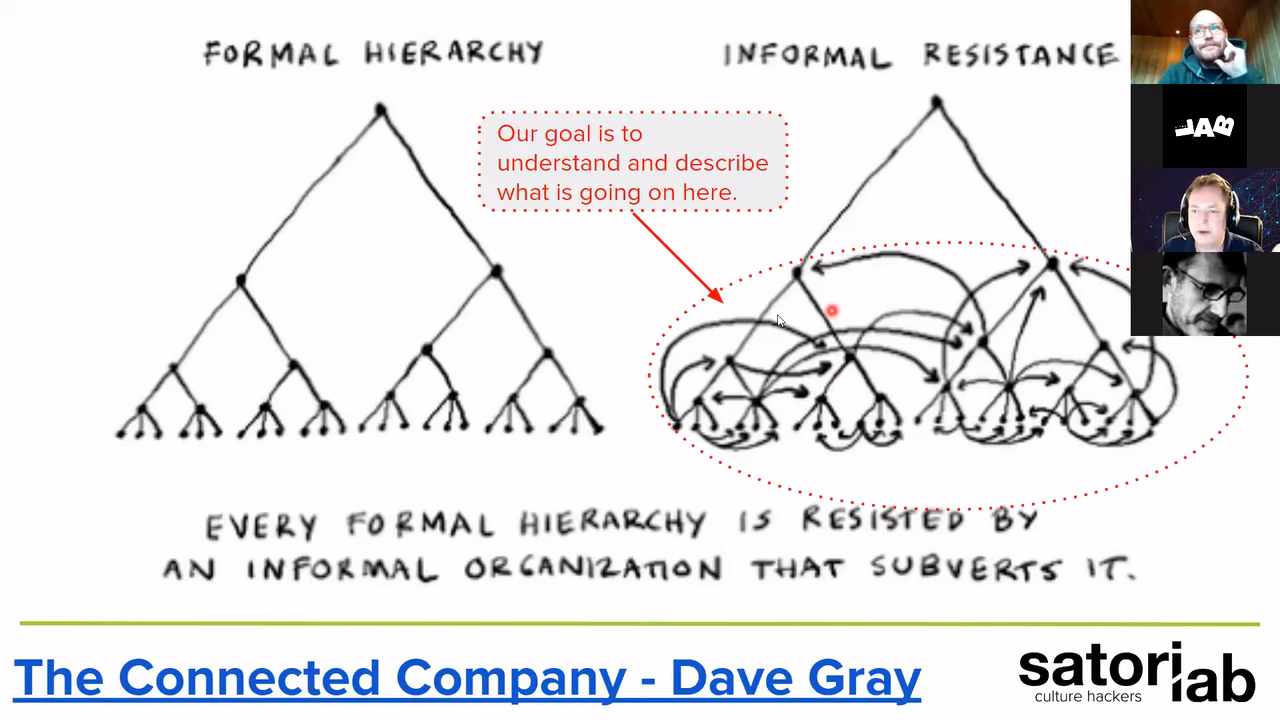 FORMAL HIERARCHY
INFORMAL RESISTANCE
Our goal is to
understand and describe
what is going on here.
LAB
EVERY FORMAL HIERARCHY IS RESISTED BY
AN INFORMAL ORGANIZATION THAT SUBVERTS IT.
The Connected Company - Dave Gray
satori lab
culture hackers